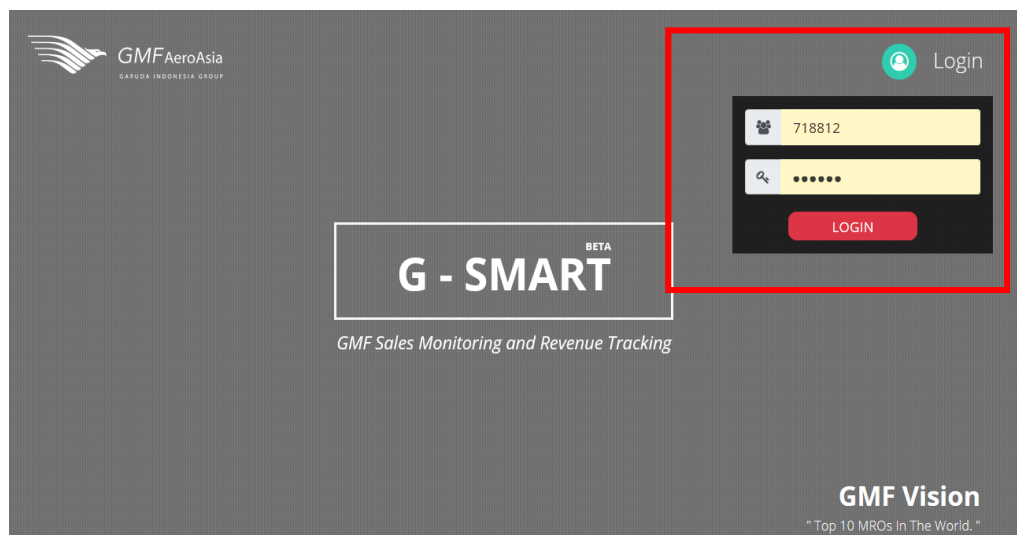 GMF AeroAsia
GARUDA INDONESIA GROUP
Login
718812
••••••
LOGIN
BETA
G - SMART
GMF Sales Monitoring and Revenue Tracking
GMF Vision
" Top 10 MROs In The World. "